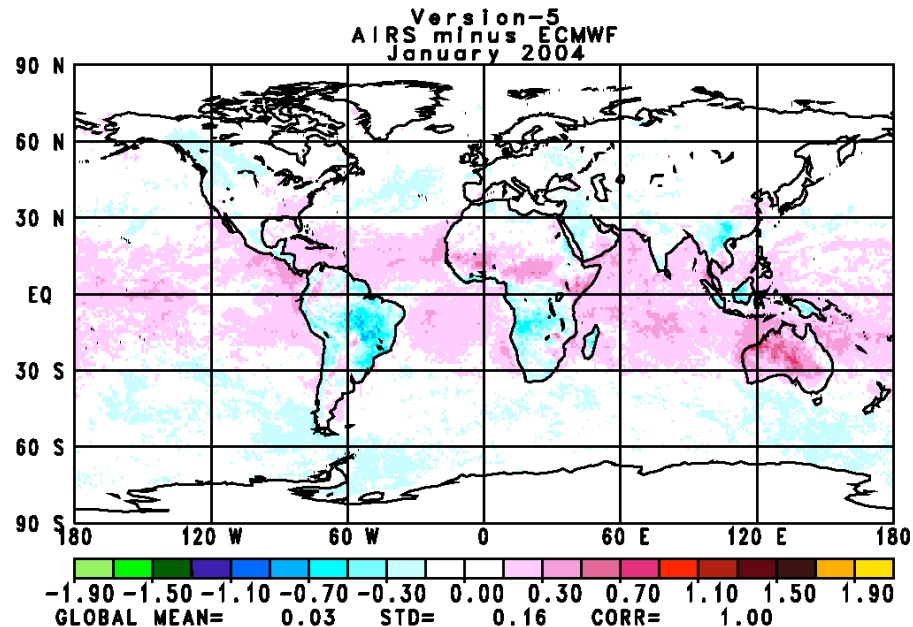 Version-5
AIRS minus ECMWF
January 2004
90 N
60 N
30 N
EQ
30 S
60 S
90 S
180 120 W 60 W 0 60 E 120 E 180
-1.90 -1.50 -1.10 -0.70 -0.30 0.00 0.30 0.70 1.10 1.50 1.90
GLOBAL MEAN= 0.03 STD= 0.16 CORR= 1.00